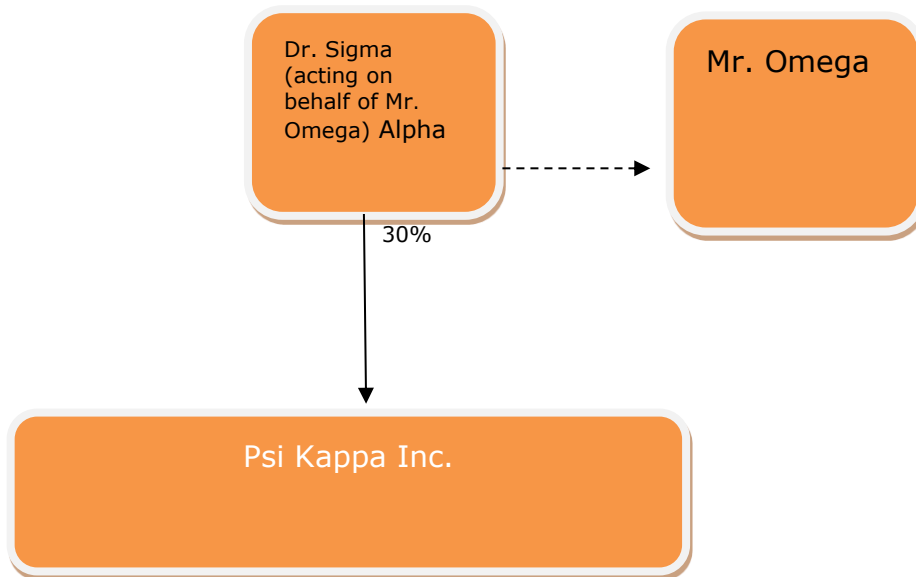 Dr. Sigma
(acting on
behalf of Mr.
Omega) Alpha
Mr. Omega
30%
Psi Kappa Inc.